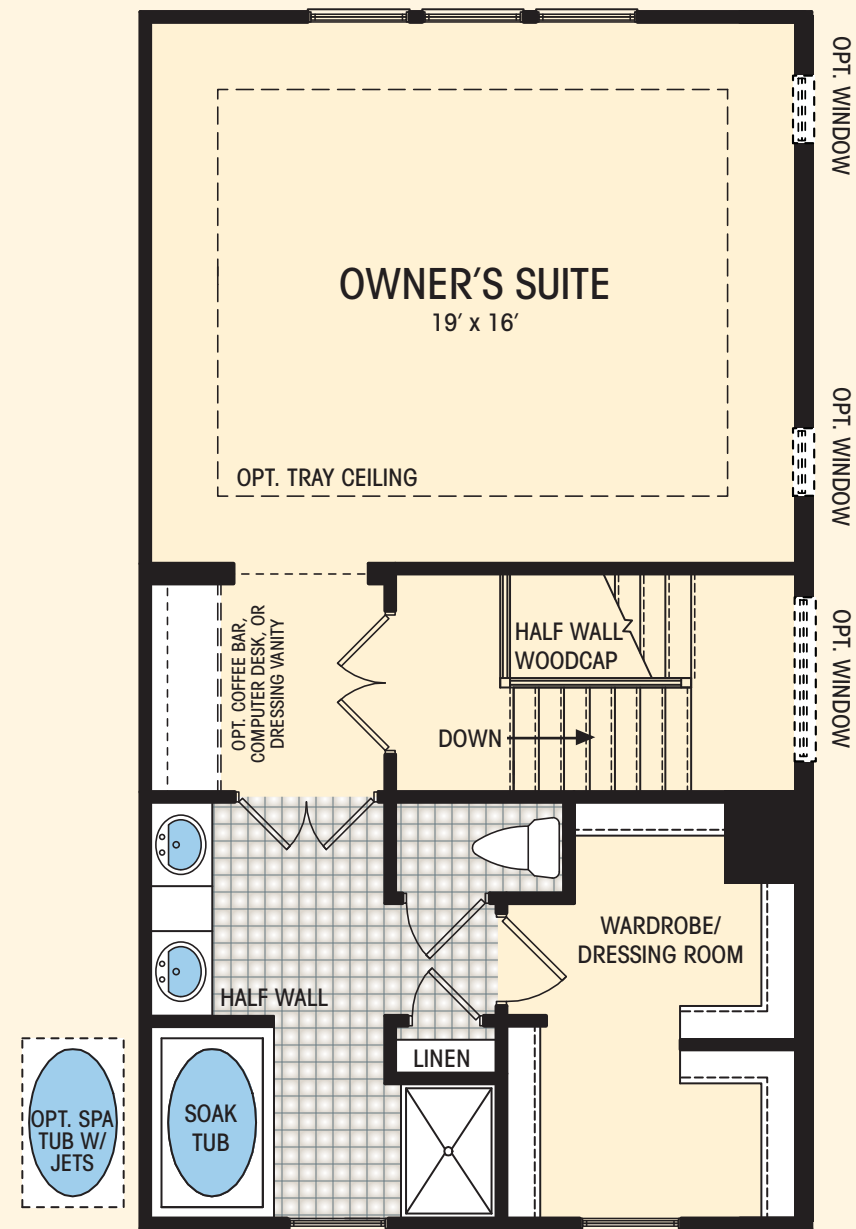 OPT. WINDOW
OWNER'S SUITE
19′ x 16′
OPT. WINDOW
OPT. TRAY CEILING
OPT. COFFEE BAR,
COMPUTER DESK, OR
DRESSING VANITY
HALF WALL
WOODCAP
OPT. WINDOW
DOWN
WARDROBE/
DRESSING ROOM
HALF WALL
LINEN
OPT. SPA
TUB W/
JETS
SOAK
TUB